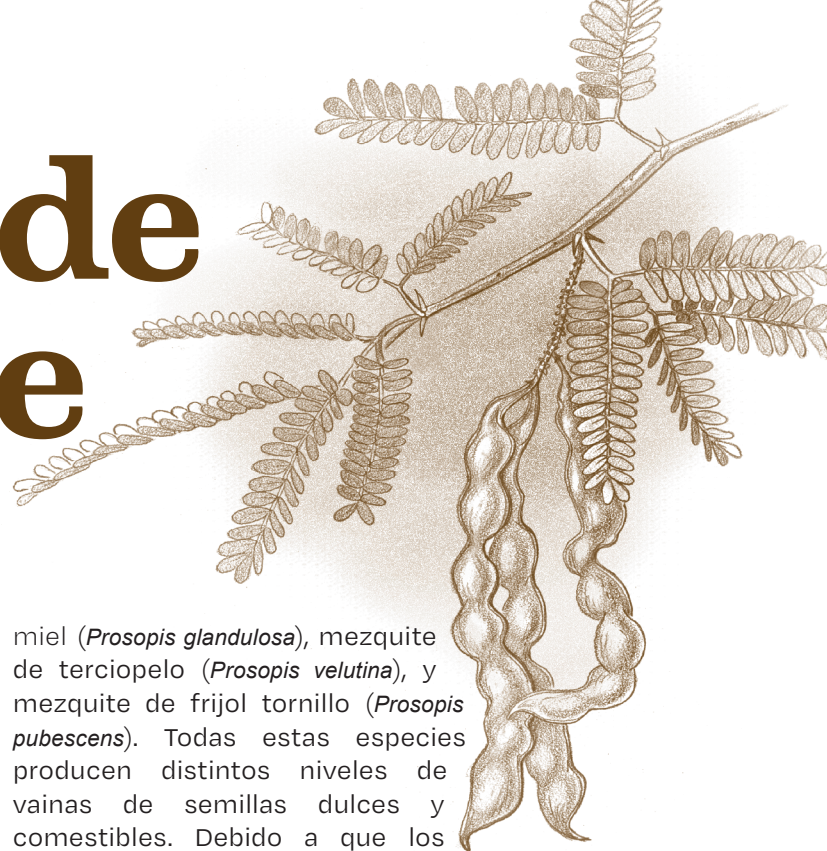 de
e
miel (Prosopis glandulosa), mezquite
de terciopelo (Prosopis velutina), y
mezquite de frijol tornillo (Prosopis
pubescens). Todas estas especies
producen distintos niveles de
vainas de semillas dulces y
comestibles. Debido a que los